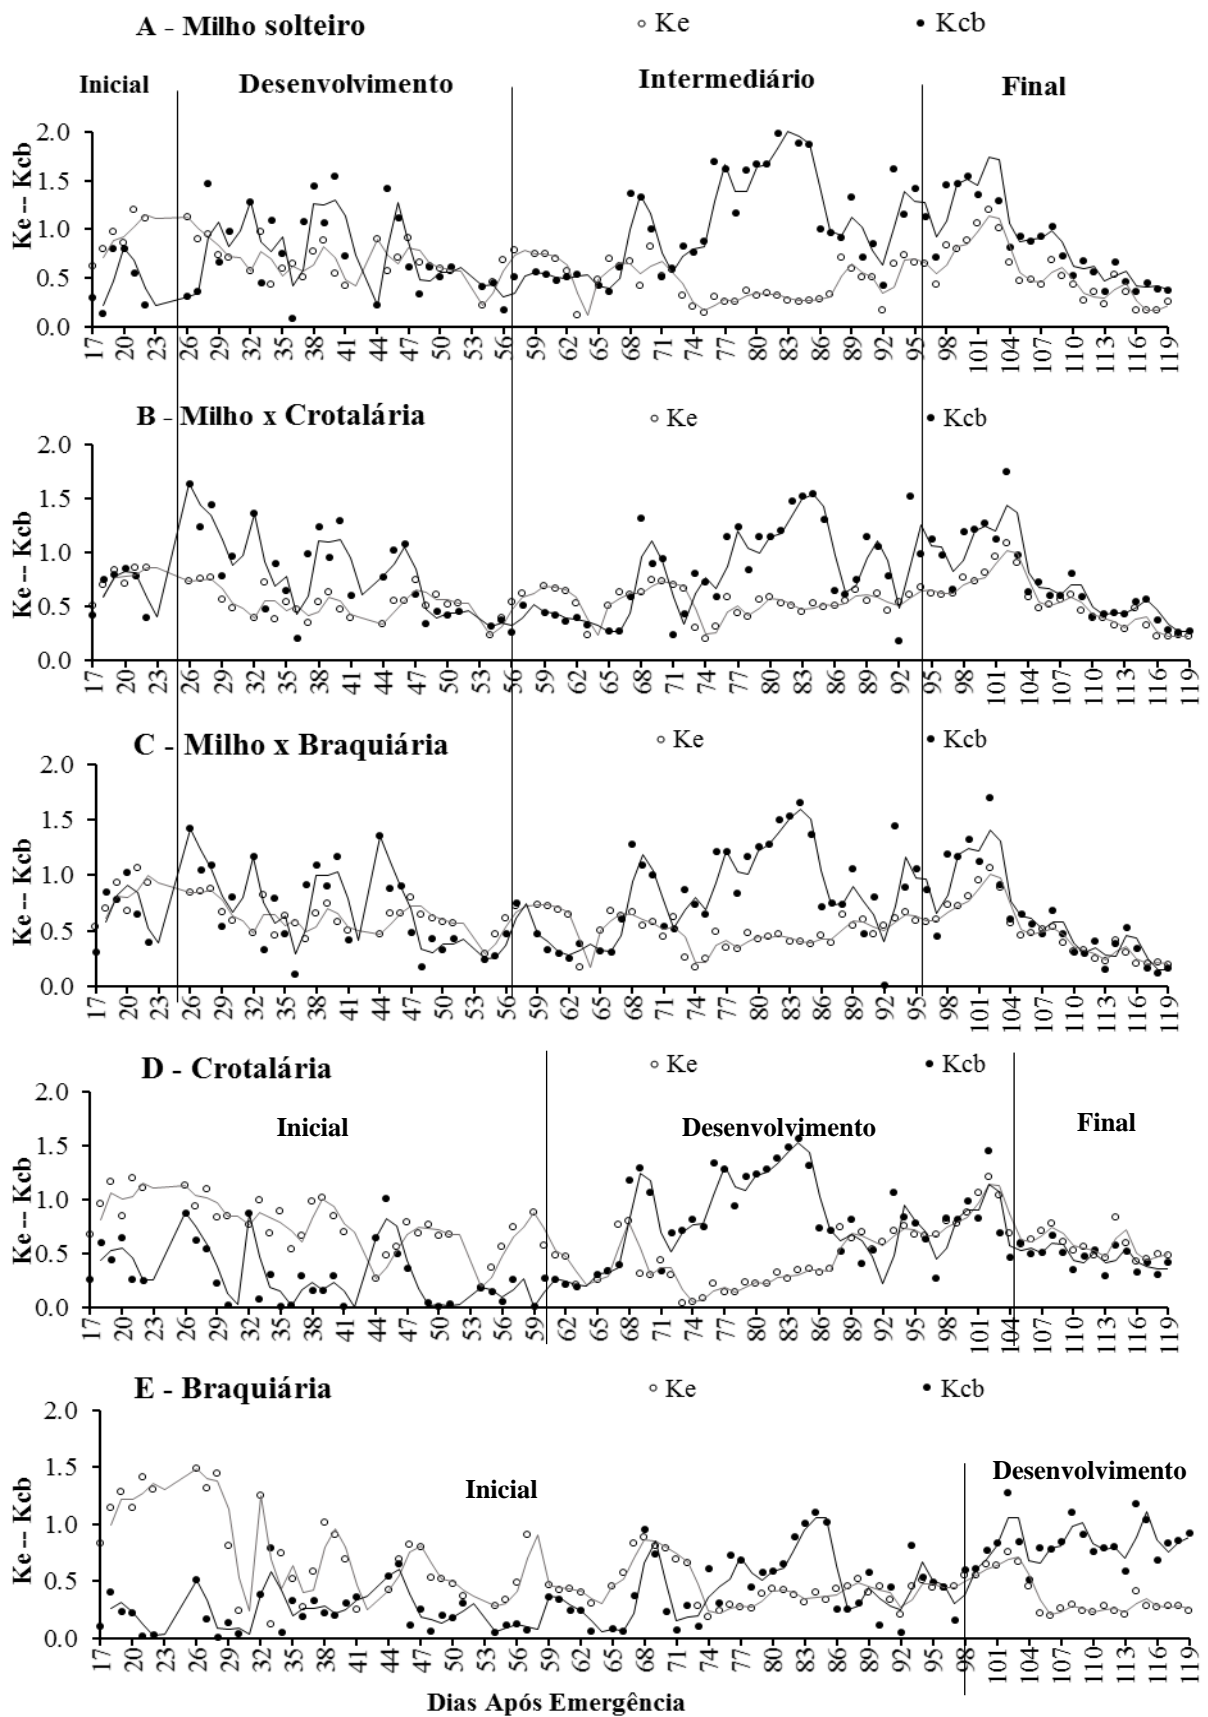 A - Milho solteiro ○ Ke ● Kcb
Inicial Desenvolvimento Intermediário Final
Ke -- Kcb
2.0
1.5
1.0
0.5
0.0
17 20 23 26 29 32 35 38 41 44 47 50 53 56 59 62 65 68 71 74 77 80 83 86 89 92 95 98 101 104 107 110 113 116 119
B - Milho x Crotalária ○ Ke ● Kcb
Ke -- Kcb
2.0
1.5
1.0
0.5
0.0
17 20 23 26 29 32 35 38 41 44 47 50 53 56 59 62 65 68 71 74 77 80 83 86 89 92 95 98 101 104 107 110 113 116 119
C - Milho x Braquiária ○ Ke ● Kcb
Ke -- Kcb
2.0
1.5
1.0
0.5
0.0
17 20 23 26 29 32 35 38 41 44 47 50 53 56 59 62 65 68 71 74 77 80 83 86 89 92 95 98 101 104 107 110 113 116 119
D - Crotalária ○ Ke ● Kcb
Inicial Desenvolvimento Final
Ke -- Kcb
2.0
1.5
1.0
0.5
0.0
17 20 23 26 29 32 35 38 41 44 47 50 53 56 59 62 65 68 71 74 77 80 83 86 89 92 95 98 101 104 107 110 113 116 119
E - Braquiária ○ Ke ● Kcb
Inicial Desenvolvimento
Ke -- Kcb
2.0
1.5
1.0
0.5
0.0
17 20 23 26 29 32 35 38 41 44 47 50 53 56 59 62 65 68 71 74 77 80 83 86 89 92 95 98 101 104 107 110 113 116 119
Dias Após Emergência